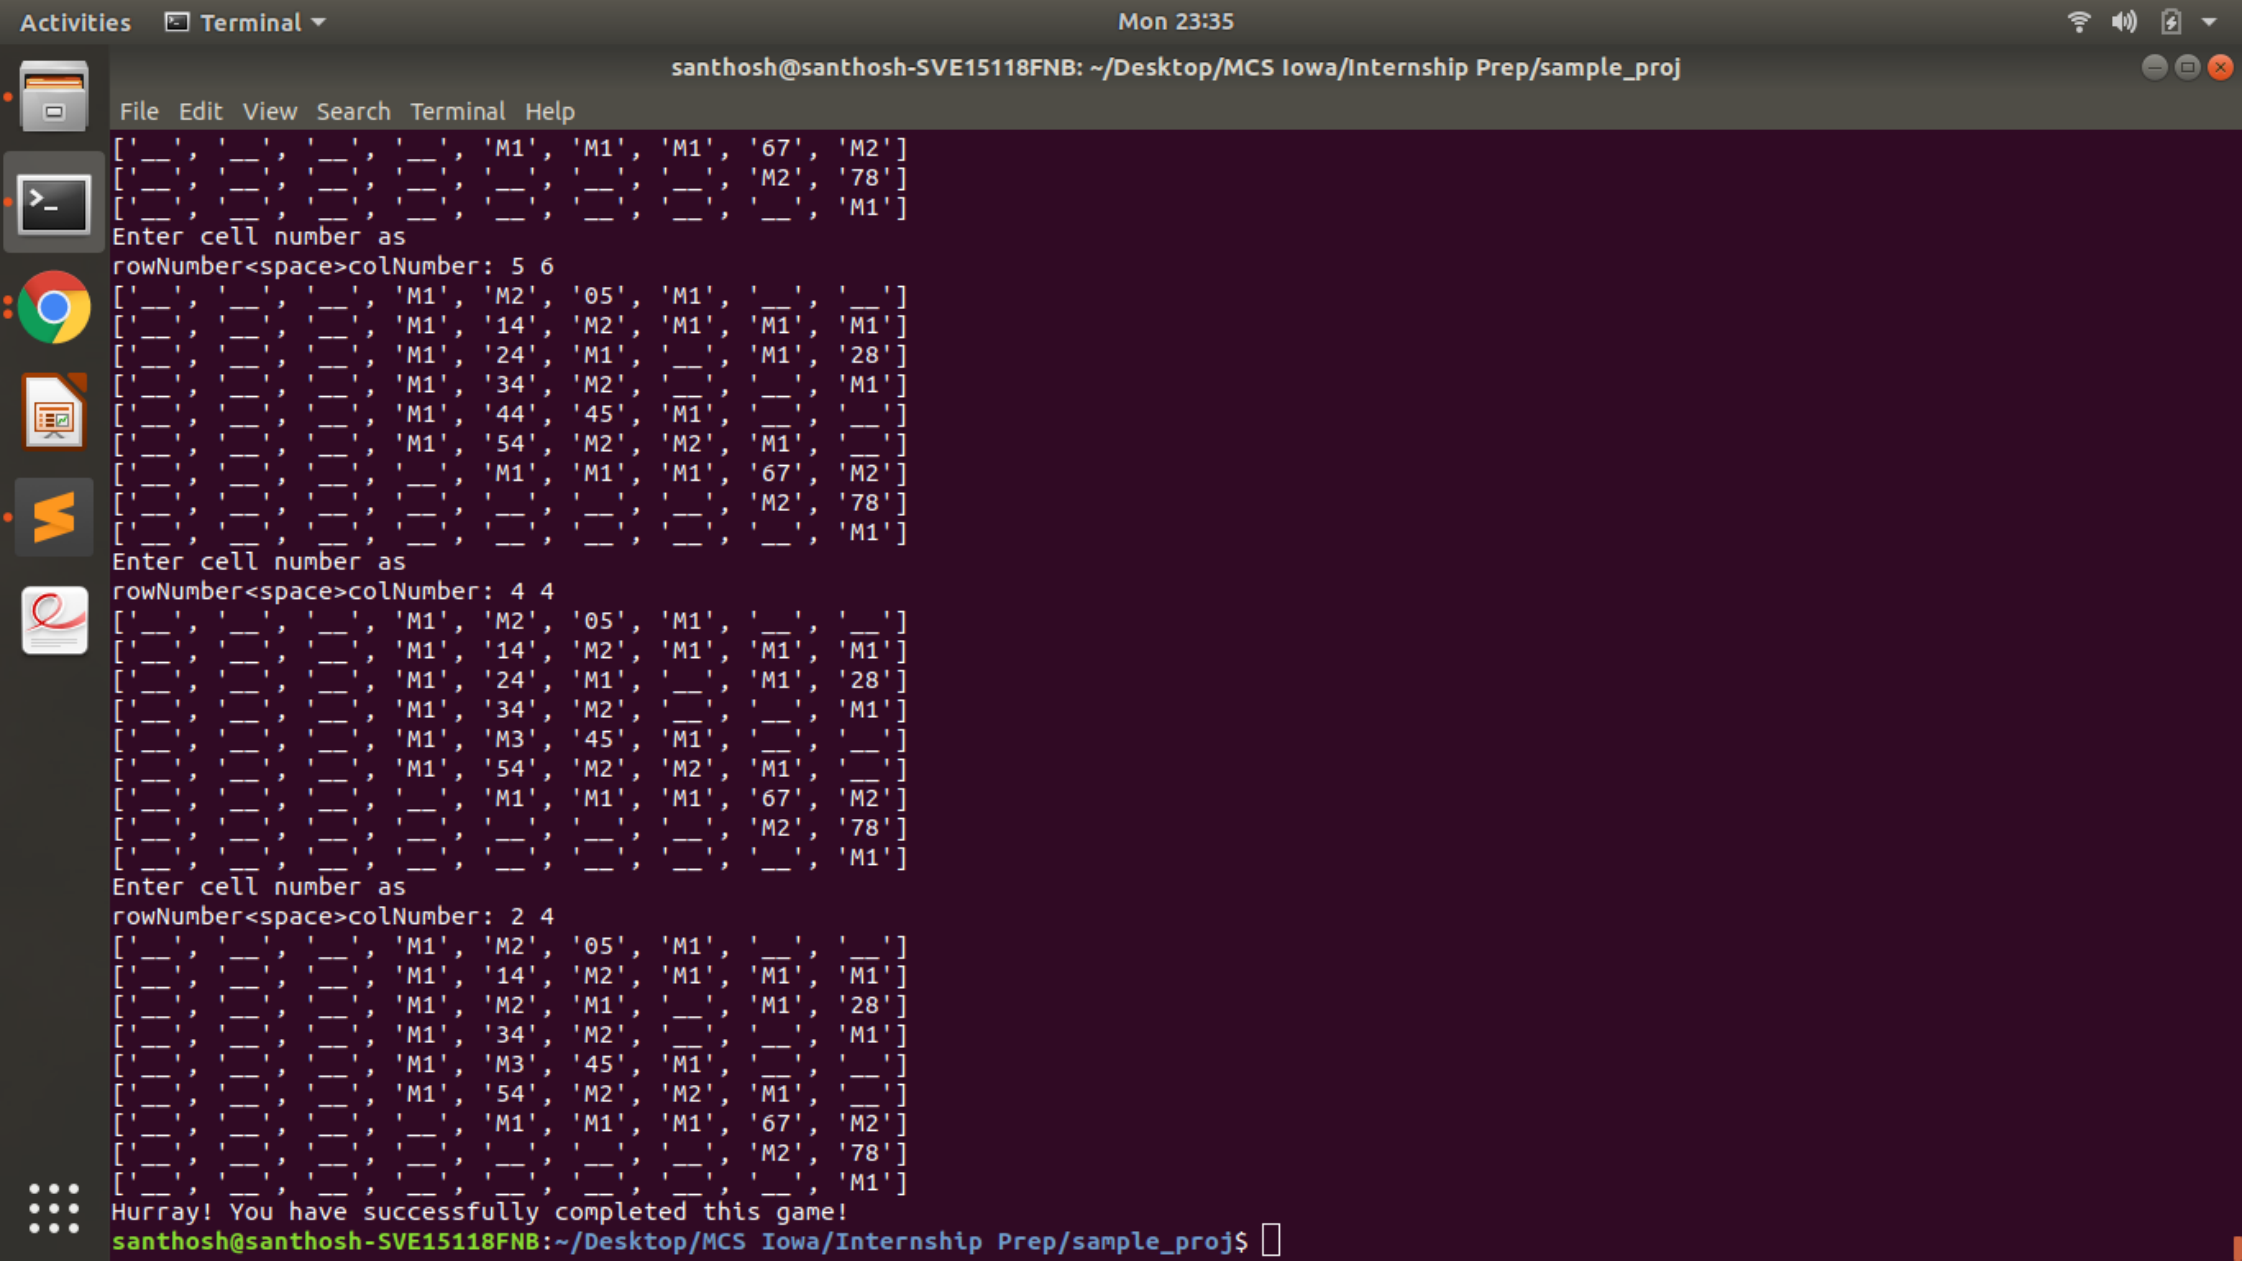 Activities Terminal Mon 23:35
santhosh@santhosh-SVE15118FNB: ~/Desktop/MCS Iowa/Internship Prep/sample_proj
File Edit View Search Terminal Help
['__', '__', '__', '__', 'M1', 'M1', 'M1', '67', 'M2']
['__', '__', '__', '__', '__', '__', '__', 'M2', '78']
['__', '__', '__', '__', '__', '__', '__', '__', 'M1']
Enter cell number as
rowNumber<space>colNumber: 5 6
['__', '__', '__', 'M1', 'M2', '05', 'M1', '__', '__']
['__', '__', '__', 'M1', '14', 'M2', 'M1', 'M1', 'M1']
['__', '__', '__', 'M1', '24', 'M1', '__', 'M1', '28']
['__', '__', '__', 'M1', '34', 'M2', '__', '__', 'M1']
['__', '__', '__', 'M1', '44', '45', 'M1', '__', '__']
['__', '__', '__', 'M1', '54', 'M2', 'M2', 'M1', '__']
['__', '__', '__', '__', 'M1', 'M1', 'M1', '67', 'M2']
['__', '__', '__', '__', '__', '__', '__', 'M2', '78']
['__', '__', '__', '__', '__', '__', '__', '__', 'M1']
Enter cell number as
rowNumber<space>colNumber: 4 4
['__', '__', '__', 'M1', 'M2', '05', 'M1', '__', '__']
['__', '__', '__', 'M1', '14', 'M2', 'M1', 'M1', 'M1']
['__', '__', '__', 'M1', '24', 'M1', '__', 'M1', '28']
['__', '__', '__', 'M1', '34', 'M2', '__', '__', 'M1']
['__', '__', '__', 'M1', 'M3', '45', 'M1', '__', '__']
['__', '__', '__', 'M1', '54', 'M2', 'M2', 'M1', '__']
['__', '__', '__', '__', 'M1', 'M1', 'M1', '67', 'M2']
['__', '__', '__', '__', '__', '__', '__', 'M2', '78']
['__', '__', '__', '__', '__', '__', '__', '__', 'M1']
Enter cell number as
rowNumber<space>colNumber: 2 4
['__', '__', '__', 'M1', 'M2', '05', 'M1', '__', '__']
['__', '__', '__', 'M1', '14', 'M2', 'M1', 'M1', 'M1']
['__', '__', '__', 'M1', 'M2', 'M1', '__', 'M1', '28']
['__', '__', '__', 'M1', '34', 'M2', '__', '__', 'M1']
['__', '__', '__', 'M1', 'M3', '45', 'M1', '__', '__']
['__', '__', '__', 'M1', '54', 'M2', 'M2', 'M1', '__']
['__', '__', '__', '__', 'M1', 'M1', 'M1', '67', 'M2']
['__', '__', '__', '__', '__', '__', '__', 'M2', '78']
['__', '__', '__', '__', '__', '__', '__', '__', 'M1']
Hurray! You have successfully completed this game!
santhosh@santhosh-SVE15118FNB:~/Desktop/MCS Iowa/Internship Prep/sample_proj$